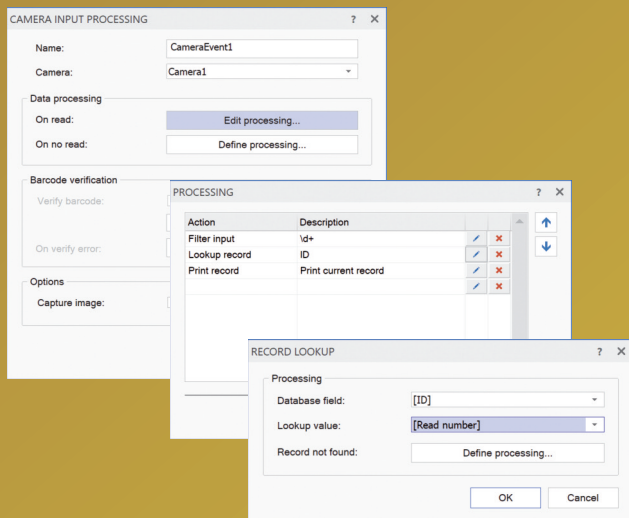 CAMERA INPUT PROCESSING ? X
Name: CameraEvent1
Camera: Camera1
Data processing
On read: Edit processing...
On no read: Define processing...
Barcode verification
Verify barcode:
On verify error:
Options
Capture image:
PROCESSING ? X
Action Description
Filter input \d+
Lookup record ID
Print record Print current record
RECORD LOOKUP ? X
Processing
Database field: [ID]
Lookup value: [Read number]
Record not found: Define processing...
OK Cancel